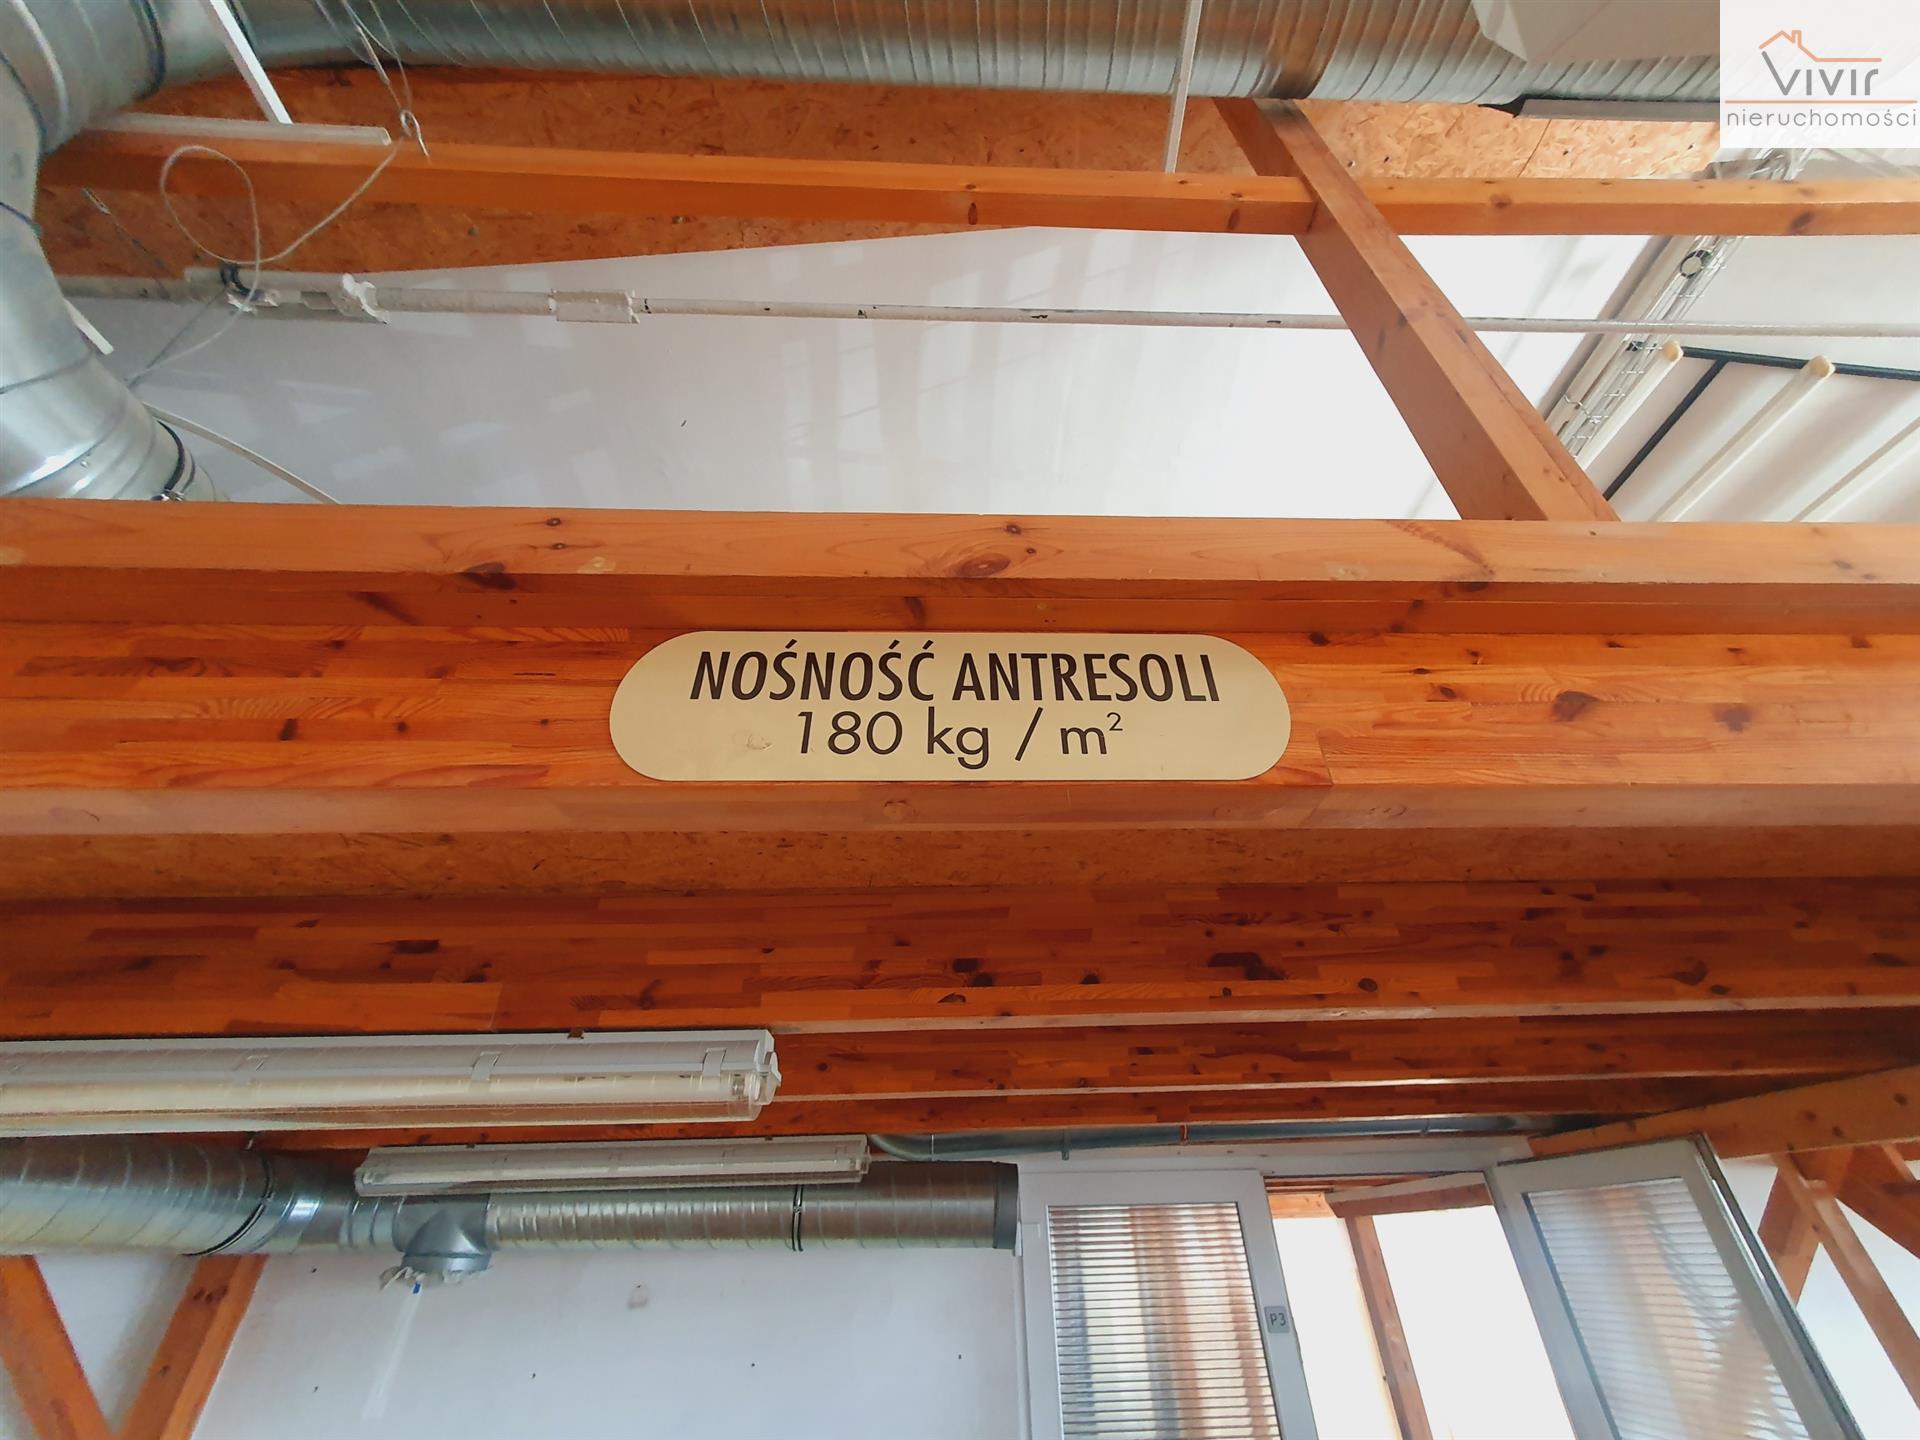 vivir
nieruchomości
NOŚNOŚĆ ANTRESOLI
180 kg / m²
P3